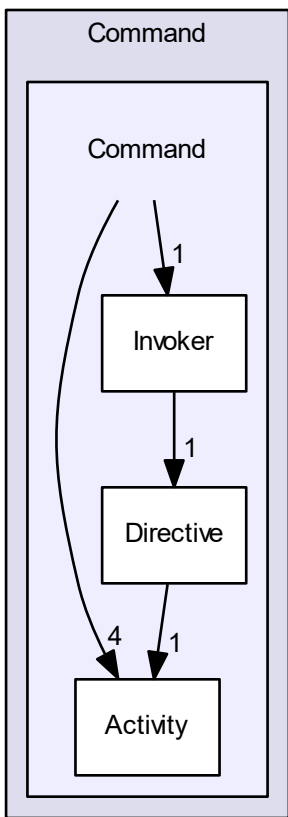 Command
Command
1
Invoker
1
Directive
4
1
Activity